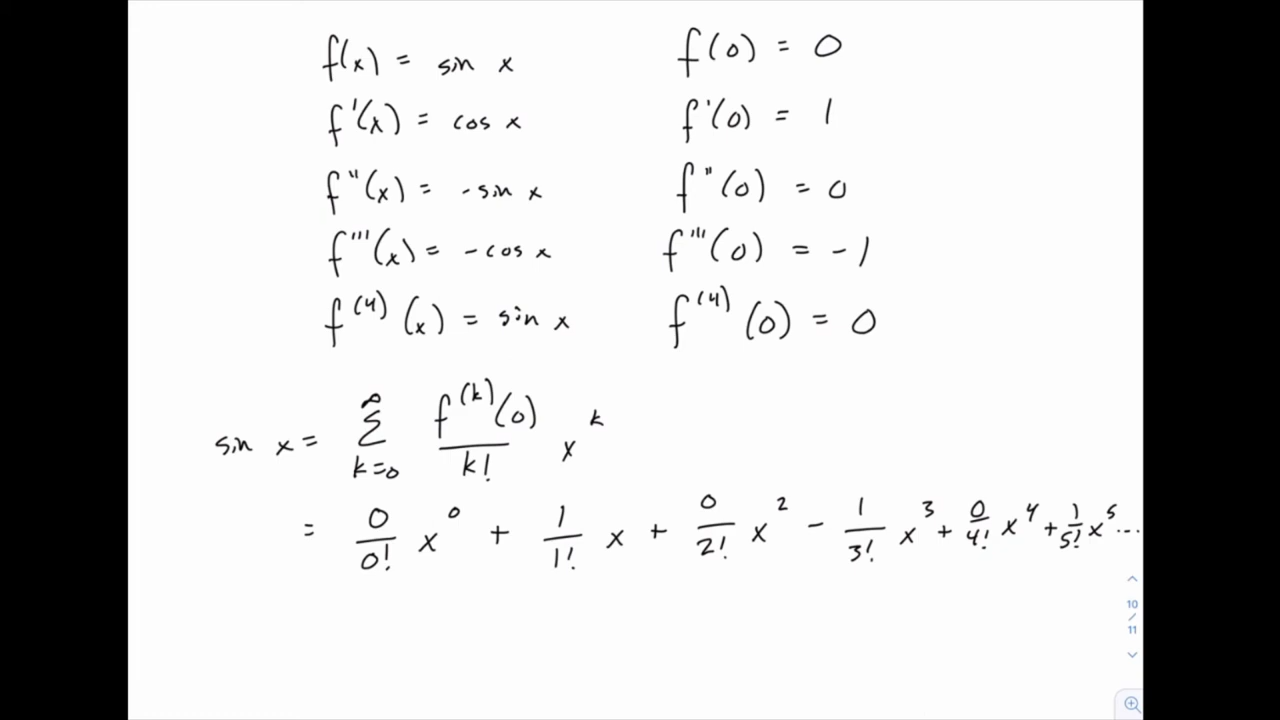 f(x) = sin x f(0) = 0
f'(x) = cos x f'(0) = 1
f''(x) = -sin x f''(0) = 0
f'''(x) = -cos x f'''(0) = -1
f^(4) (x) = sin x f^(4) (0) = 0
sin x = ∞∑k=0 f^(k)(0)/k! x^k
= 0/0! x^0 + 1/1! x + 0/2! x^2 - 1/3! x^3 + 0/4! x^4 + 1/5! x^5 ...
10
/
11